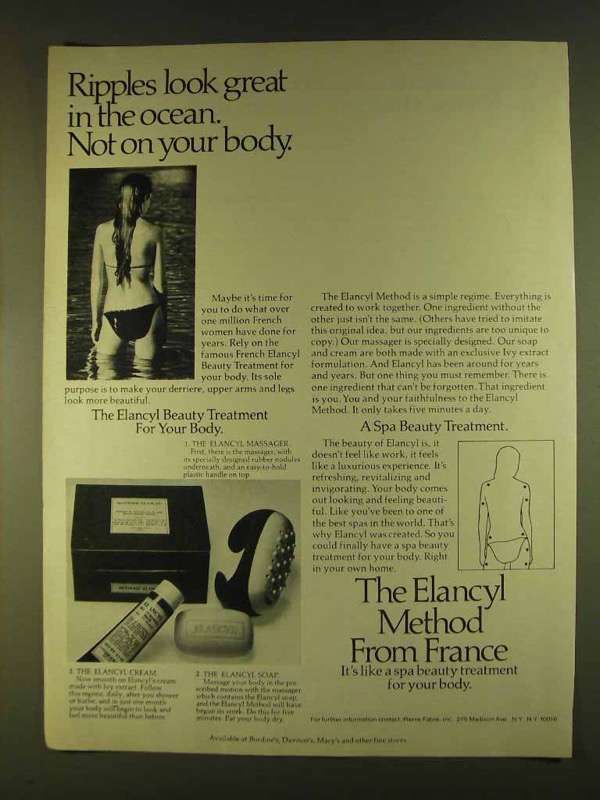 Ripples look great
in the ocean.
Not on your body.
Maybe it's time for
you to do what over
one million French
women have done for
years. Rely on the
famous French Elancyl
Beauty Treatment for
your body. Its sole
purpose is to make your derriere, upper arms and legs
look more beautiful.
The Elancyl Beauty Treatment
For Your Body.
1. THE ELANCYL MASSAGER.
First, there is the massager, with
its specially designed rubber nodules
underneath, and an easy-to-hold
plastic handle on top.
ELANCYL
3. THE ELANCYL CREAM.
Now smooth on Elancyl's cream
made with Ivy extract. Follow
this regime, daily, after you shower
or bathe, and in just one month
your body will begin to look and
feel more beautiful than before.
2. THE ELANCYL SOAP.
Massage your body in the pre-
scribed motion with the massager
which contains the Elancyl soap,
and the Elancyl Method will have
begun its work. Do this for five
minutes. Pat your body dry.
The Elancyl Method is a simple regime. Everything is
created to work together. One ingredient without the
other just isn't the same. (Others have tried to imitate
this original idea, but our ingredients are too unique to
copy.) Our massager is specially designed. Our soap
and cream are both made with an exclusive Ivy extract
formulation. And Elancyl has been around for years
and years. But one thing you must remember. There is
one ingredient that can't be forgotten. That ingredient
is you. You and your faithfulness to the Elancyl
Method. It only takes five minutes a day.
A Spa Beauty Treatment.
The beauty of Elancyl is, it
doesn't feel like work, it feels
like a luxurious experience. It's
refreshing, revitalizing and
invigorating. Your body comes
out looking and feeling beauti-
ful. Like you've been to one of
the best spas in the world. That's
why Elancyl was created. So you
could finally have a spa beauty
treatment for your body. Right
in your own home.
The Elancyl
Method
From France
It's like a spa beauty treatment
for your body.
For further information contact: Pierre Fabre, Inc. Madison Ave. N.Y. N.Y. 10016
Available at Burdine's, Macy's and other fine stores